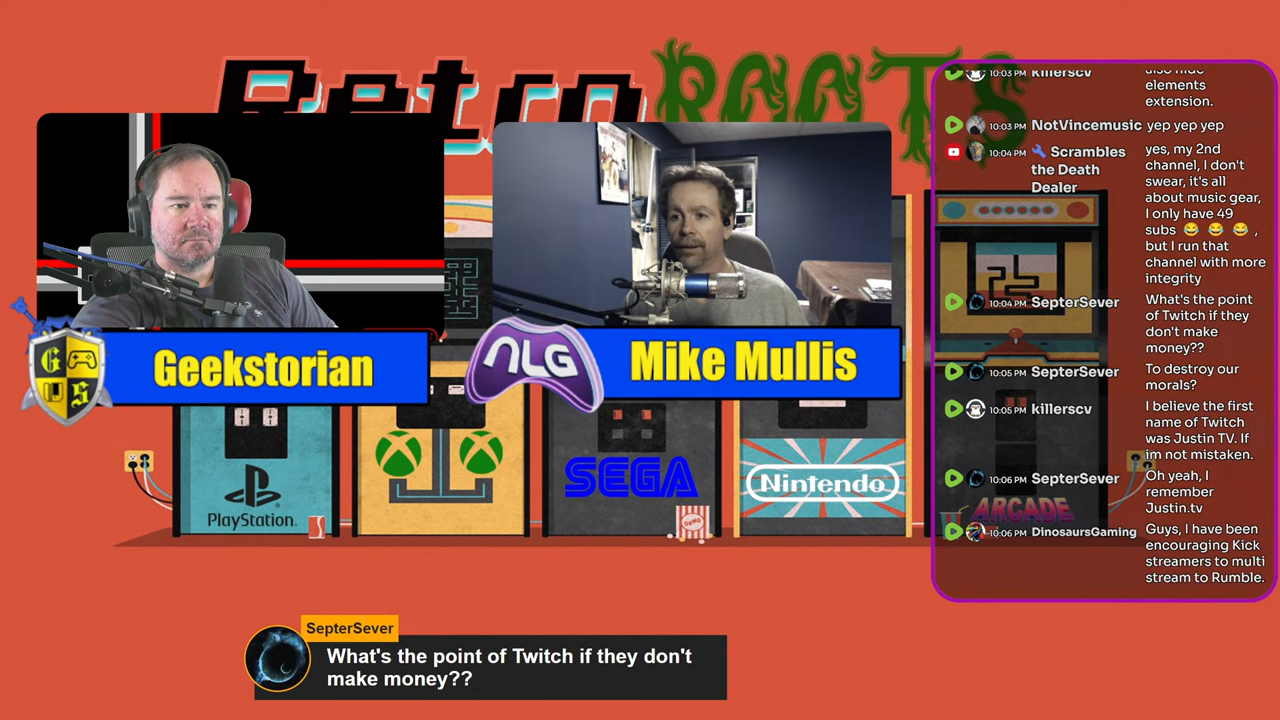 Retro ROOTS
Geekstorian
NLG
Mike Mullis
G
S
PlayStation
SEGA
Nintendo
ARCADE
10:03 PM killerscv
also hide
elements
extension.
10:03 PM NotVincemusic yep yep yep
10:04 PM 🔧 Scrambles
the Death
Dealer
yes, my 2nd
channel, I don't
swear, it's all
about music gear,
I only have 49
subs 😂 😂 😂 ,
but I run that
channel with more
integrity
10:04 PM SepterSever
What's the point
of Twitch if they
don't make
money??
10:05 PM SepterSever
To destroy our
morals?
10:05 PM killerscv
I believe the first
name of Twitch
was Justin TV. If
im not mistaken.
10:06 PM SepterSever
Oh yeah, I
remember
Justin.tv
10:06 PM DinosaursGaming
Guys, I have been
encouraging Kick
streamers to multi
stream to Rumble.
SepterSever
What's the point of Twitch if they don't
make money??